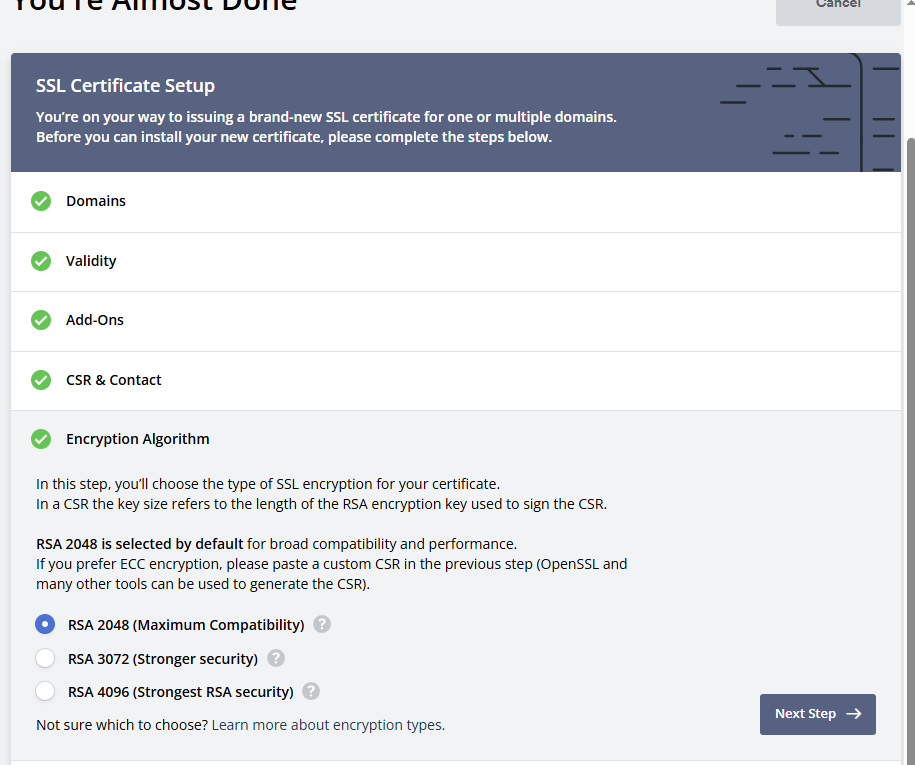 You're Almost Done
Cancel
SSL Certificate Setup
You're on your way to issuing a brand-new SSL certificate for one or multiple domains.
Before you can install your new certificate, please complete the steps below.
Domains
Validity
Add-Ons
CSR & Contact
Encryption Algorithm
In this step, you'll choose the type of SSL encryption for your certificate.
In a CSR the key size refers to the length of the RSA encryption key used to sign the CSR.
RSA 2048 is selected by default for broad compatibility and performance.
If you prefer ECC encryption, please paste a custom CSR in the previous step (OpenSSL and
many other tools can be used to generate the CSR).
RSA 2048 (Maximum Compatibility) ?
RSA 3072 (Stronger security) ?
RSA 4096 (Strongest RSA security) ?
Not sure which to choose? Learn more about encryption types.
Next Step →